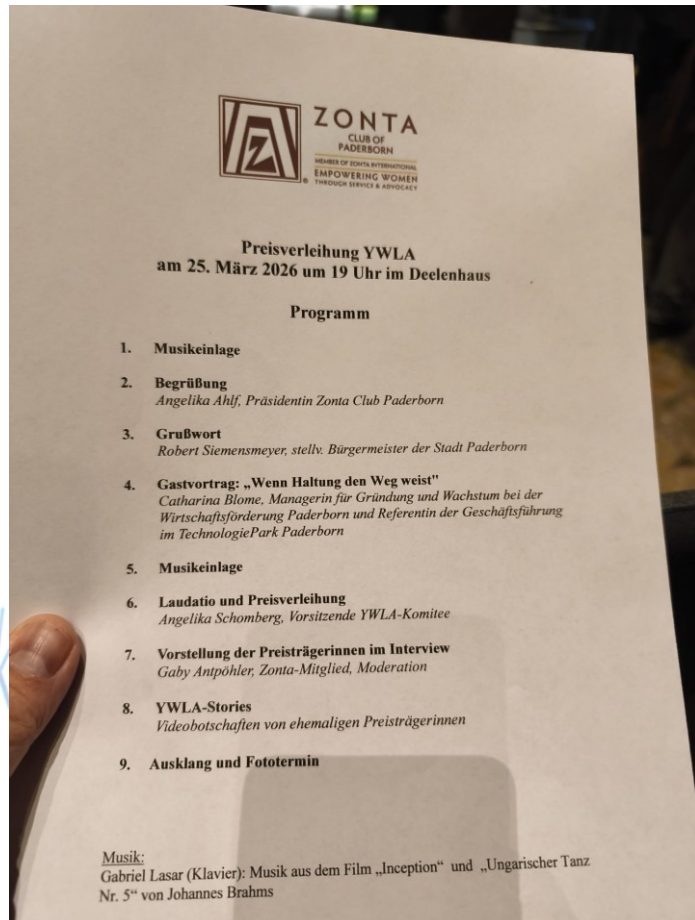 ZONTA
CLUB OF
PADERBORN
MEMBER OF ZONTA INTERNATIONAL
EMPOWERING WOMEN
THROUGH SERVICE & ADVOCACY
Z
®
Preisverleihung YWLA
am 25. März 2026 um 19 Uhr im Deelenhaus
Programm
1. Musikeinlage
2. Begrüßung
Angelika Ahlf, Präsidentin Zonta Club Paderborn
3. Grußwort
Robert Siemensmeyer, stellv. Bürgermeister der Stadt Paderborn
4. Gastvortrag: „Wenn Haltung den Weg weist"
Catharina Blome, Managerin für Gründung und Wachstum bei der
Wirtschaftsförderung Paderborn und Referentin der Geschäftsführung
im TechnologiePark Paderborn
5. Musikeinlage
6. Laudatio und Preisverleihung
Angelika Schomberg, Vorsitzende YWLA-Komitee
7. Vorstellung der Preisträgerinnen im Interview
Gaby Antpöhler, Zonta-Mitglied, Moderation
8. YWLA-Stories
Videobotschaften von ehemaligen Preisträgerinnen
9. Ausklang und Fototermin
Musik:
Gabriel Lasar (Klavier): Musik aus dem Film „Inception“ und „Ungarischer Tanz
Nr. 5“ von Johannes Brahms